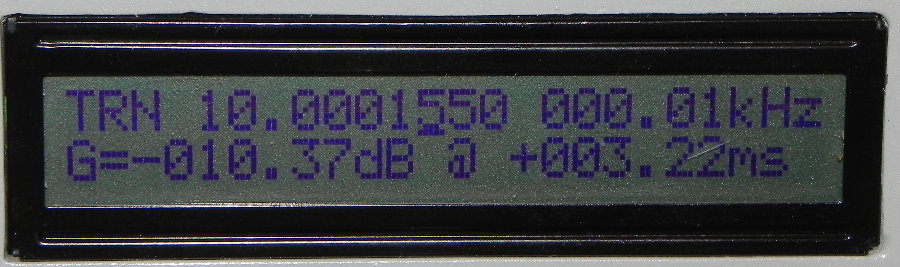 TRN 10.0001550 000.01kHz
G=-010.37dB @ +003.22ms